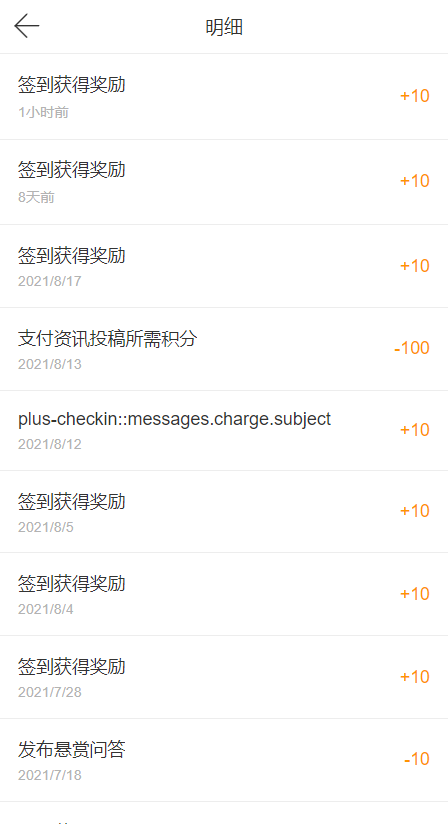 明细
签到获得奖励
+10
1小时前
签到获得奖励
+10
8天前
签到获得奖励
+10
2021/8/17
支付资讯投稿所需积分
-100
2021/8/13
plus-checkin::messages.charge.subject
+10
2021/8/12
签到获得奖励
+10
2021/8/5
签到获得奖励
+10
2021/8/4
签到获得奖励
+10
2021/7/28
发布悬赏问答
-10
2021/7/18